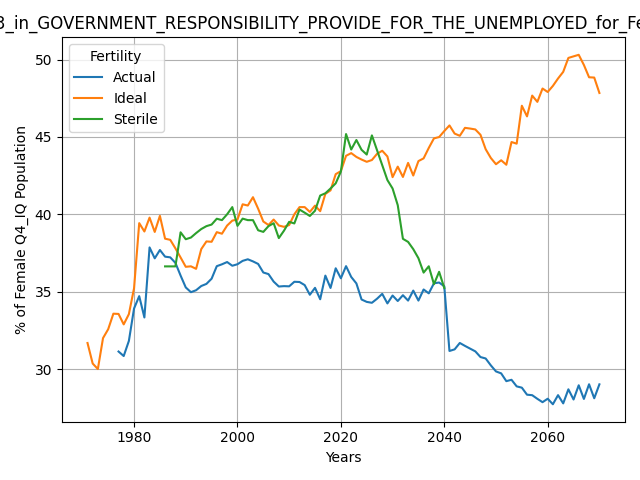 3_in_GOVERNMENT_RESPONSIBILITY_PROVIDE_FOR_THE_UNEMPLOYED_for_Fe
Fertility
Actual
Ideal
Sterile
% of Female Q4_IQ Population
50
45
40
35
30
1980
2000
2020
2040
2060
Years